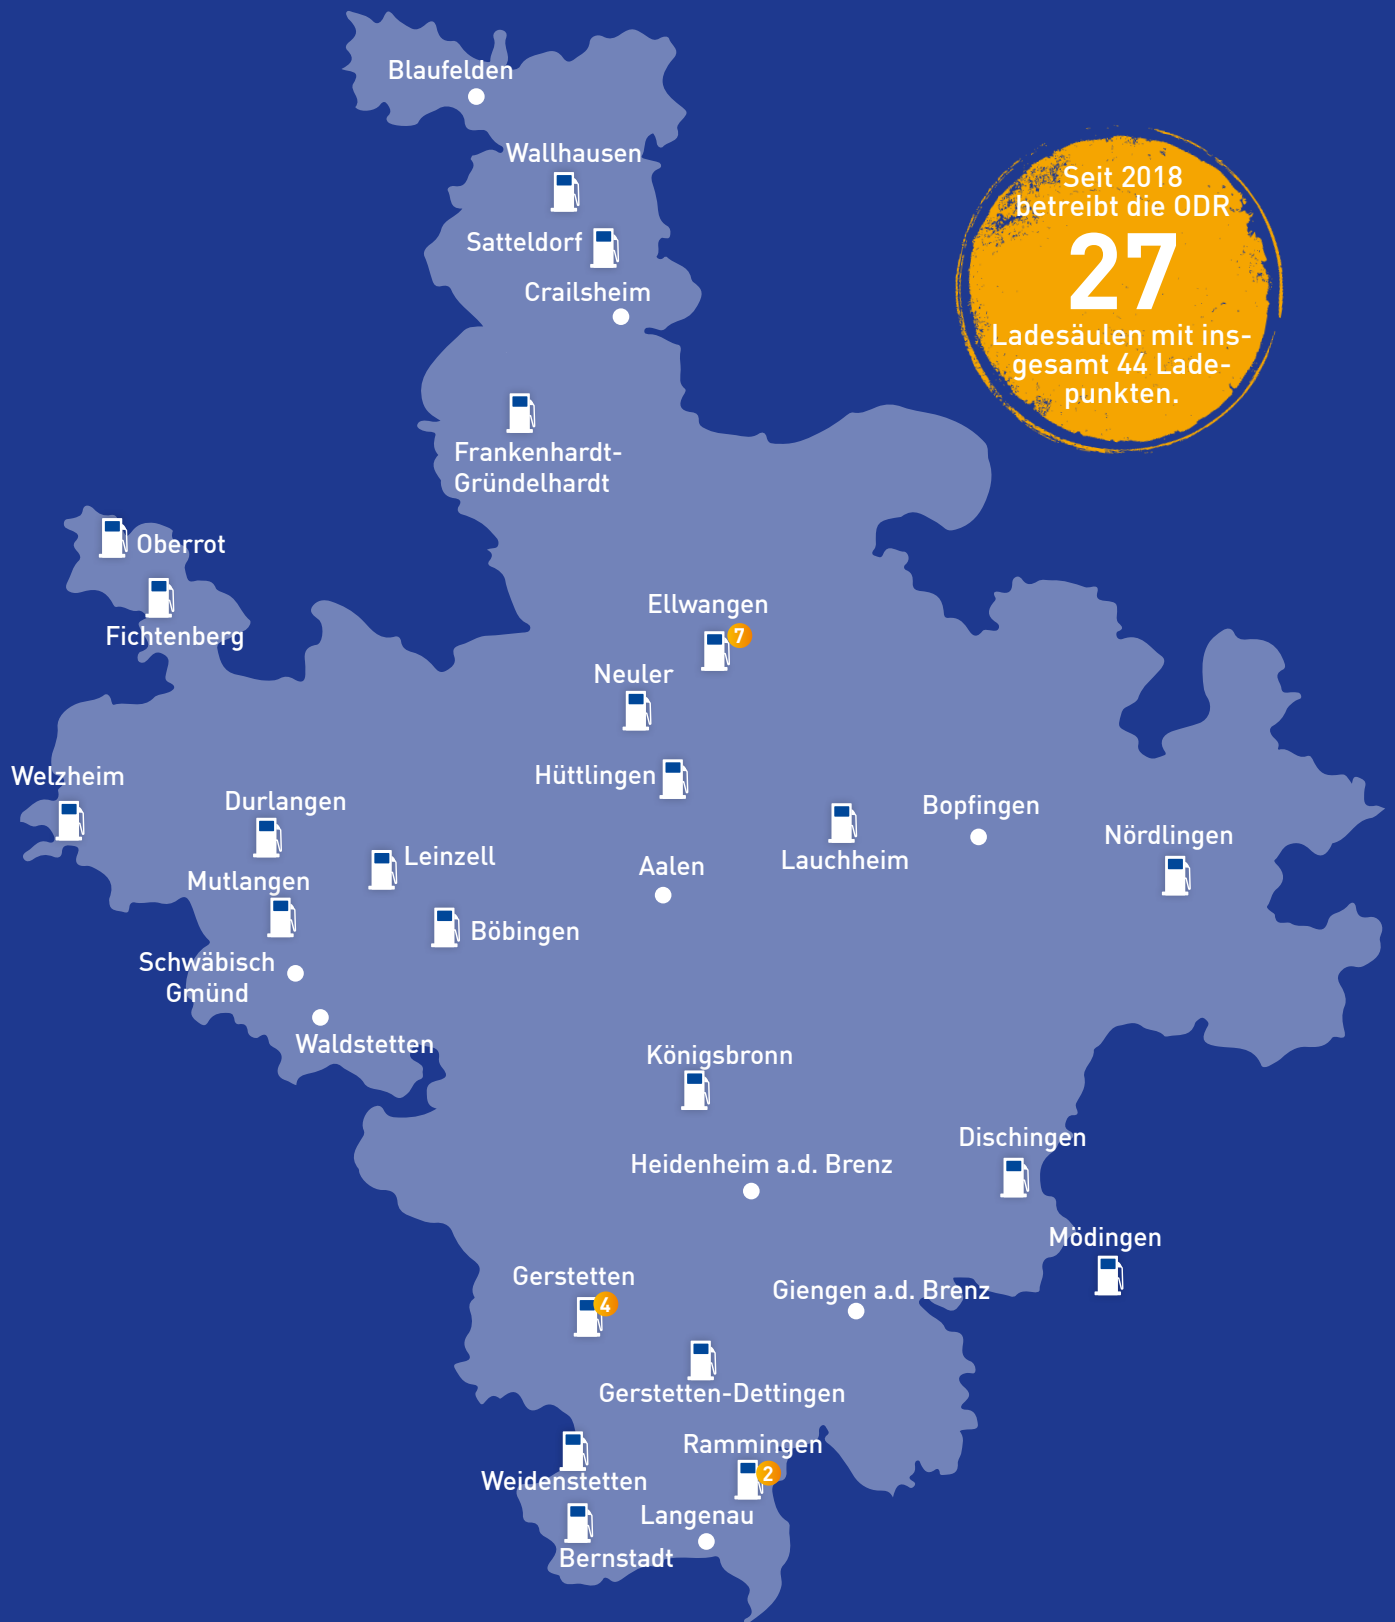 Blaufelden
Wallhausen
Seit 2018
betreibt die ODR
27
Ladesäulen mit ins-
gesamt 44 Lade-
punkten.
Satteldorf
Crailsheim
Frankenhardt-
Gründelhardt
Oberrot
Fichtenberg
Ellwangen
7
Neuler
Hüttlingen
Welzheim
Durlangen
Bopfingen
Nördlingen
Leinzell
Lauchheim
Aalen
Mutlangen
Böbingen
Schwäbisch
Gmünd
Waldstetten
Königsbronn
Dischingen
Heidenheim a.d. Brenz
Mödingen
Gerstetten
4
Giengen a.d. Brenz
Gerstetten-Dettingen
Rammingen
2
Weidenstetten
Langenau
Bernstadt